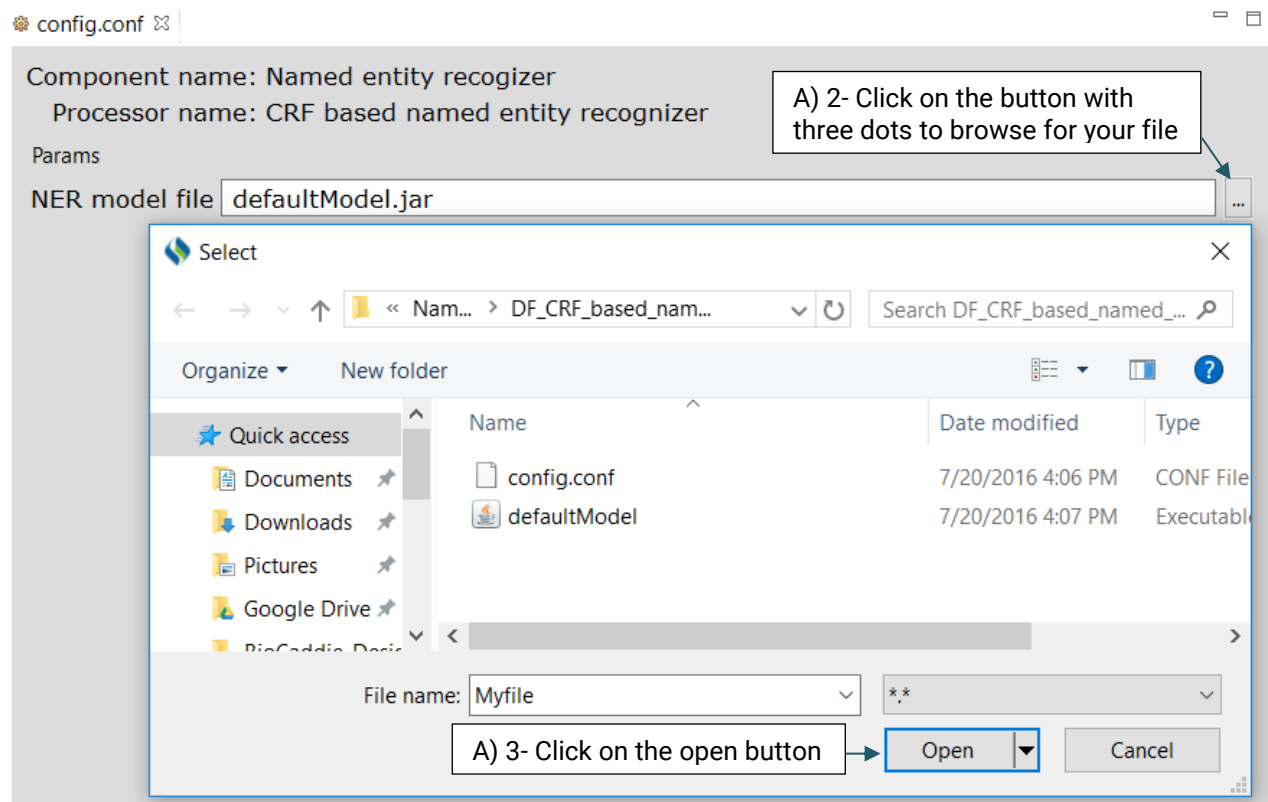 config.conf
Component name: Named entity recogizer
Processor name: CRF based named entity recognizer
A) 2- Click on the button with
three dots to browse for your file
Params
NER model file defaultModel.jar ...
Select
« Nam... > DF_CRF_based_nam... Search DF_CRF_based_named_...
Organize New folder ?
Quick access Name Date modified Type
Documents config.conf 7/20/2016 4:06 PM CONF File
Downloads defaultModel 7/20/2016 4:07 PM Executabl
Pictures
Google Drive
File name: Myfile *.*
A) 3- Click on the open button Open Cancel